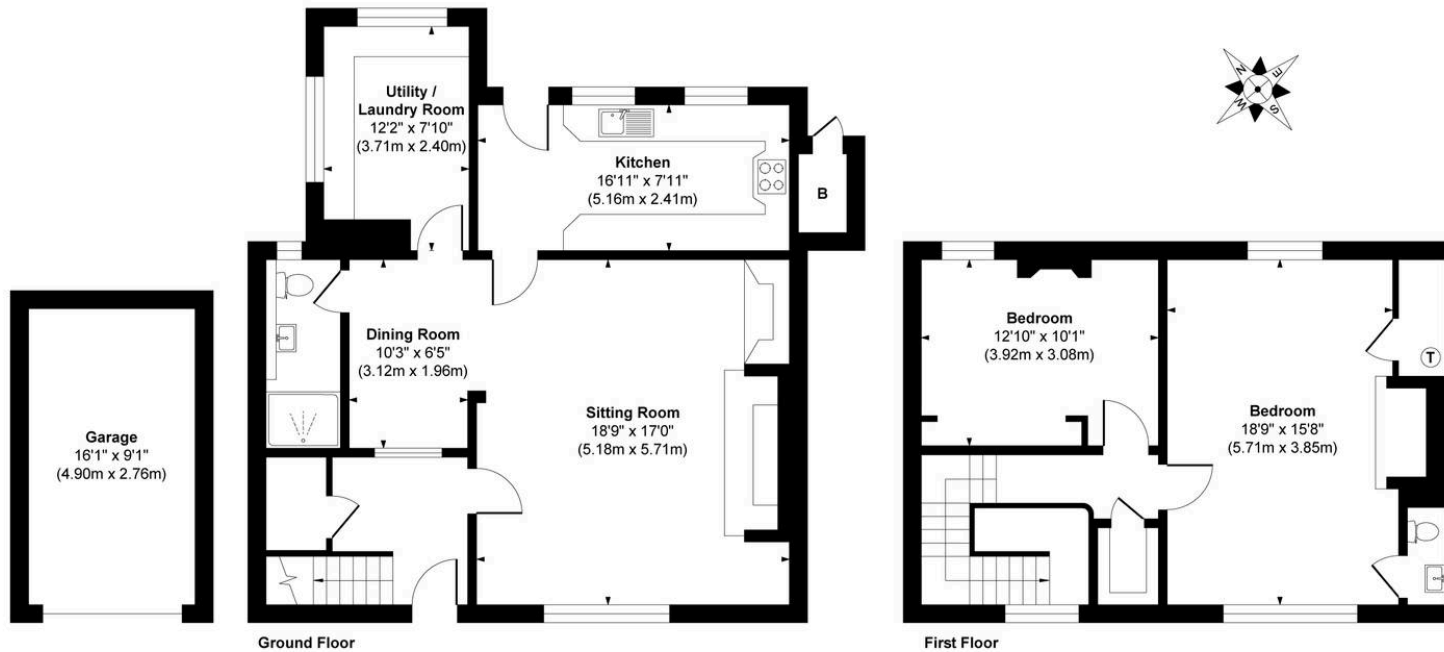 Utility /
Laundry Room
12'2" x 7'10"
(3.71m x 2.40m)
Kitchen
16'11" x 7'11"
(5.16m x 2.41m)
B
N
E
S
W
Dining Room
10'3" x 6'5"
(3.12m x 1.96m)
Sitting Room
18'9" x 17'0"
(5.18m x 5.71m)
Garage
16'1" x 9'1"
(4.90m x 2.76m)
Ground Floor
Bedroom
12'10" x 10'1"
(3.92m x 3.08m)
Bedroom
18'9" x 15'8"
(5.71m x 3.85m)
T
First Floor